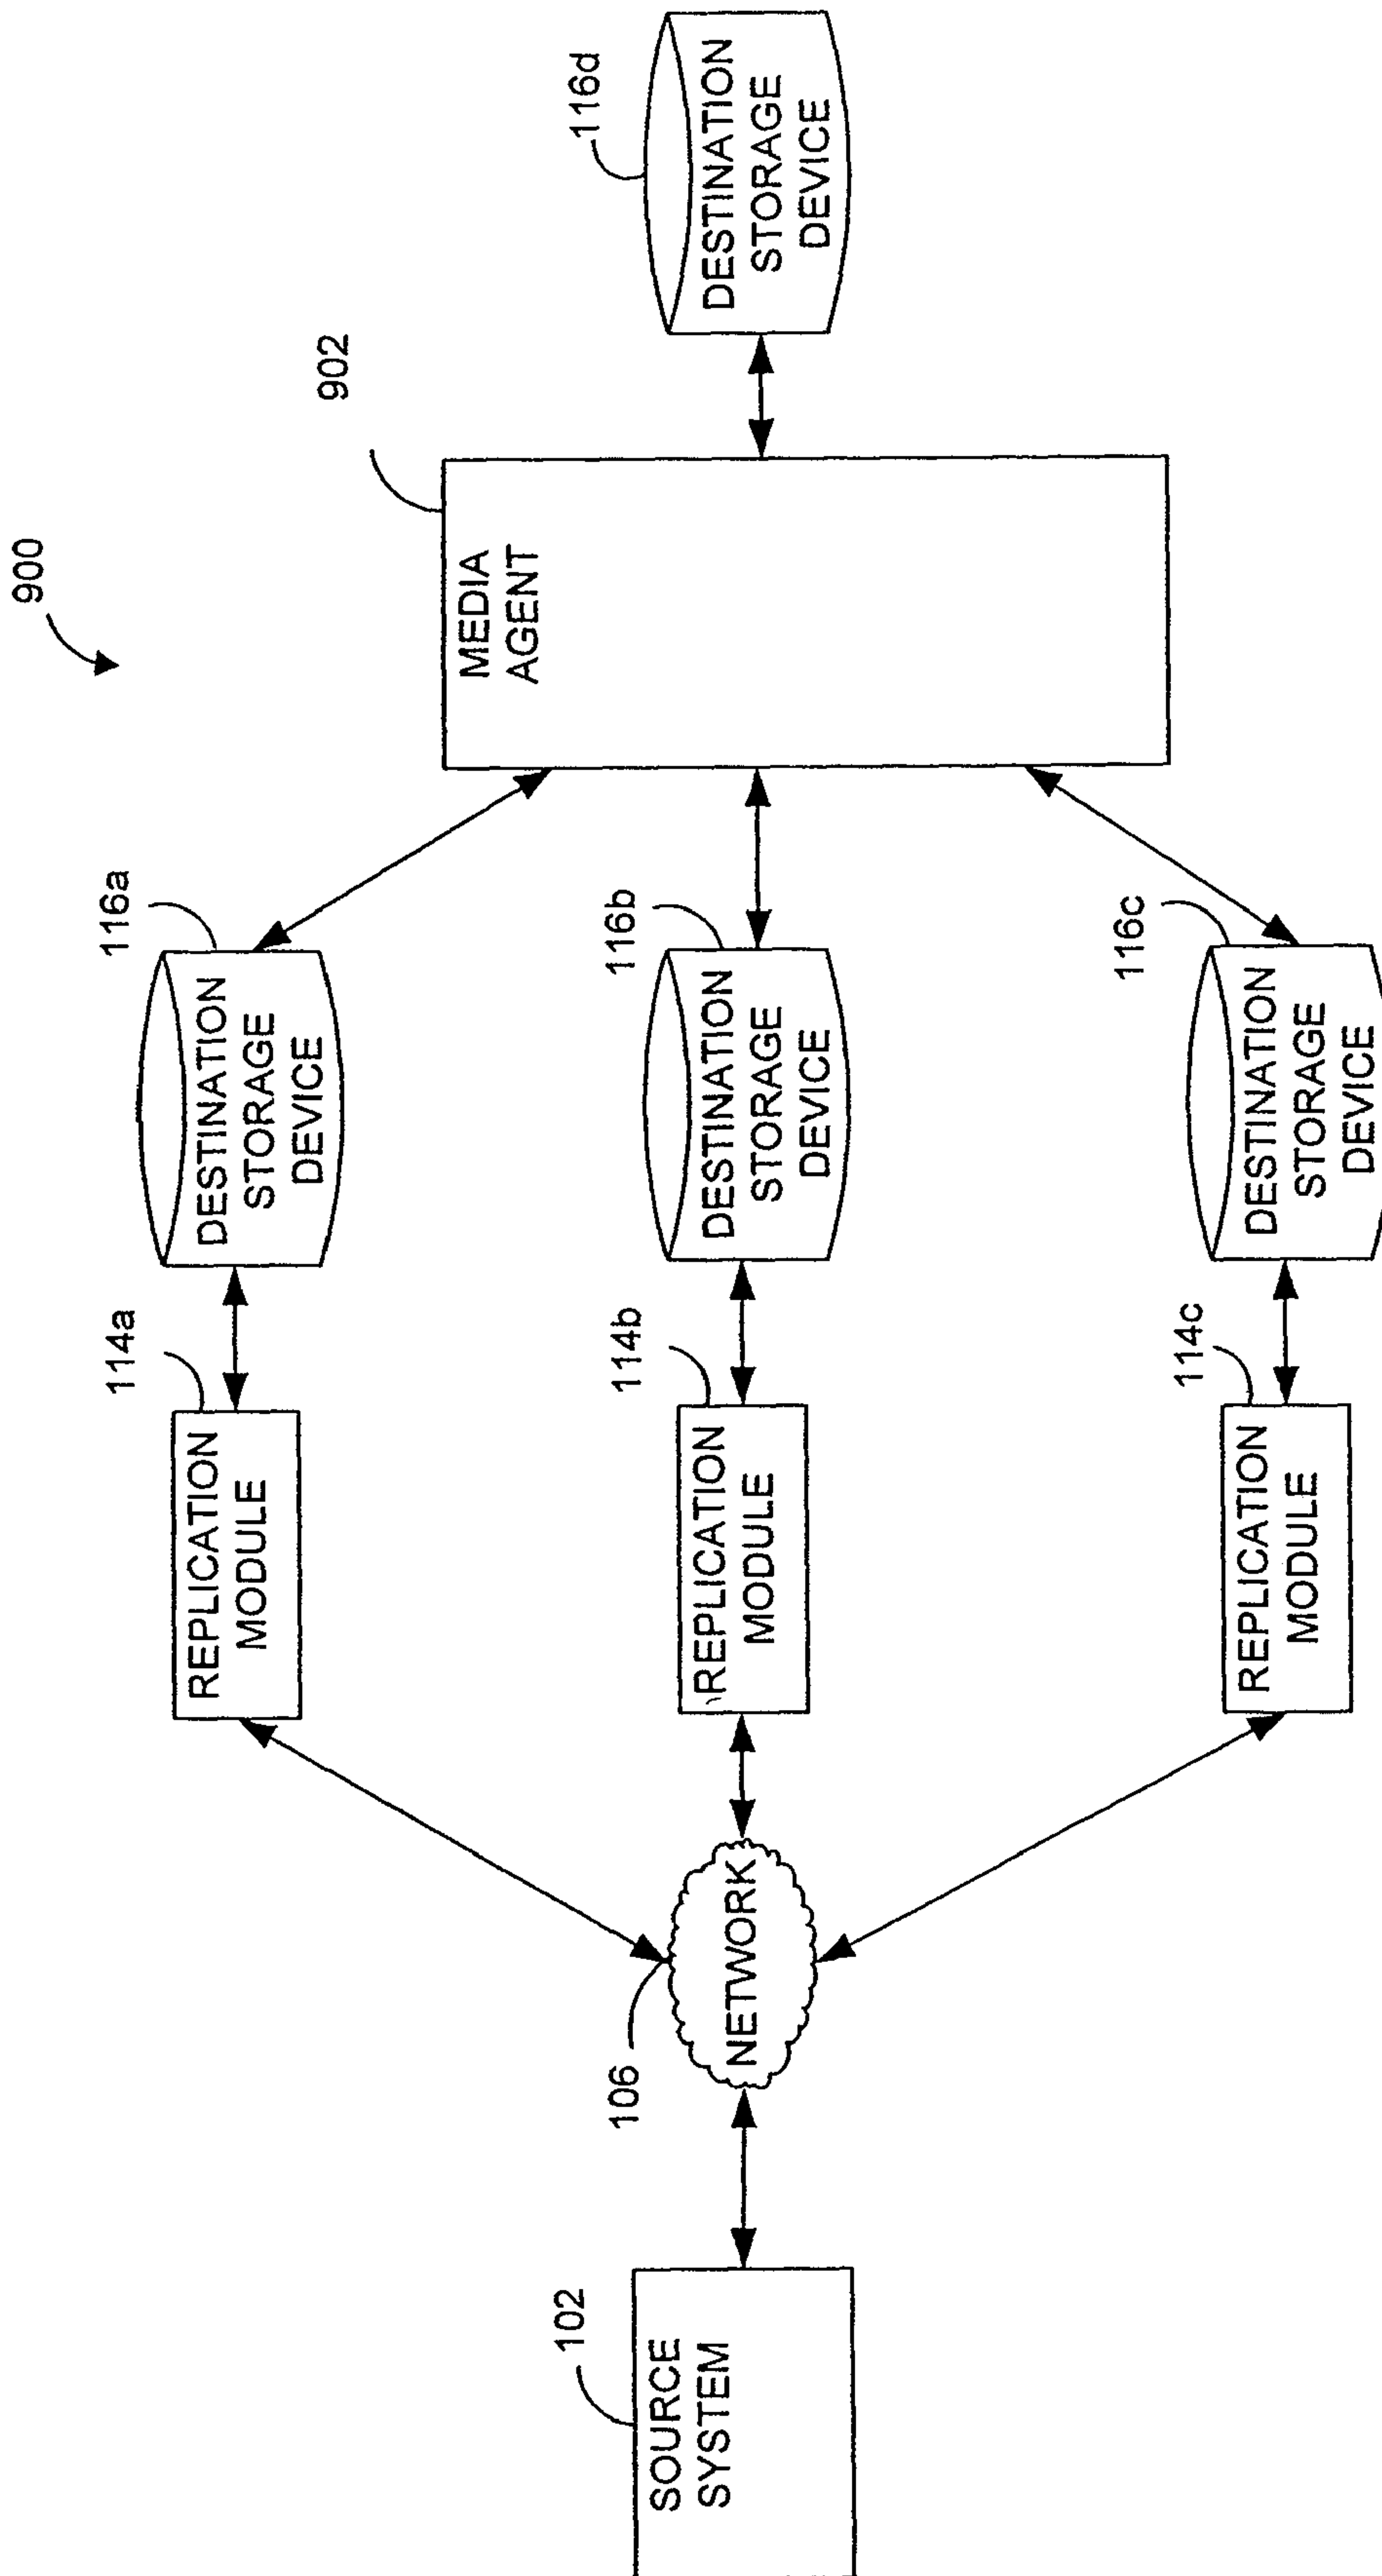 900
102
SOURCE
SYSTEM
106
NETWORK
114a
REPLICATION
MODULE
116a
DESTINATION
STORAGE
DEVICE
114b
REPLICATION
MODULE
116b
DESTINATION
STORAGE
DEVICE
114c
REPLICATION
MODULE
116c
DESTINATION
STORAGE
DEVICE
902
MEDIA
AGENT
116d
DESTINATION
STORAGE
DEVICE